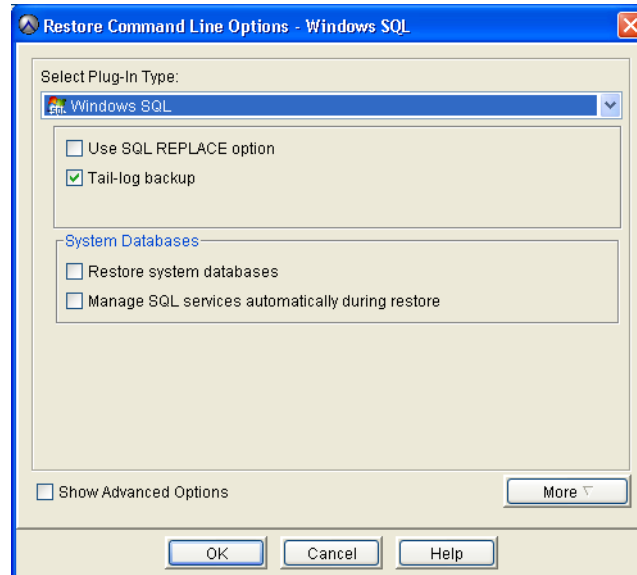 Restore Command Line Options - Windows SQL
Select Plug-In Type:
Windows SQL
Use SQL REPLACE option
Tail-log backup
System Databases
Restore system databases
Manage SQL services automatically during restore
Show Advanced Options
More
OK Cancel Help